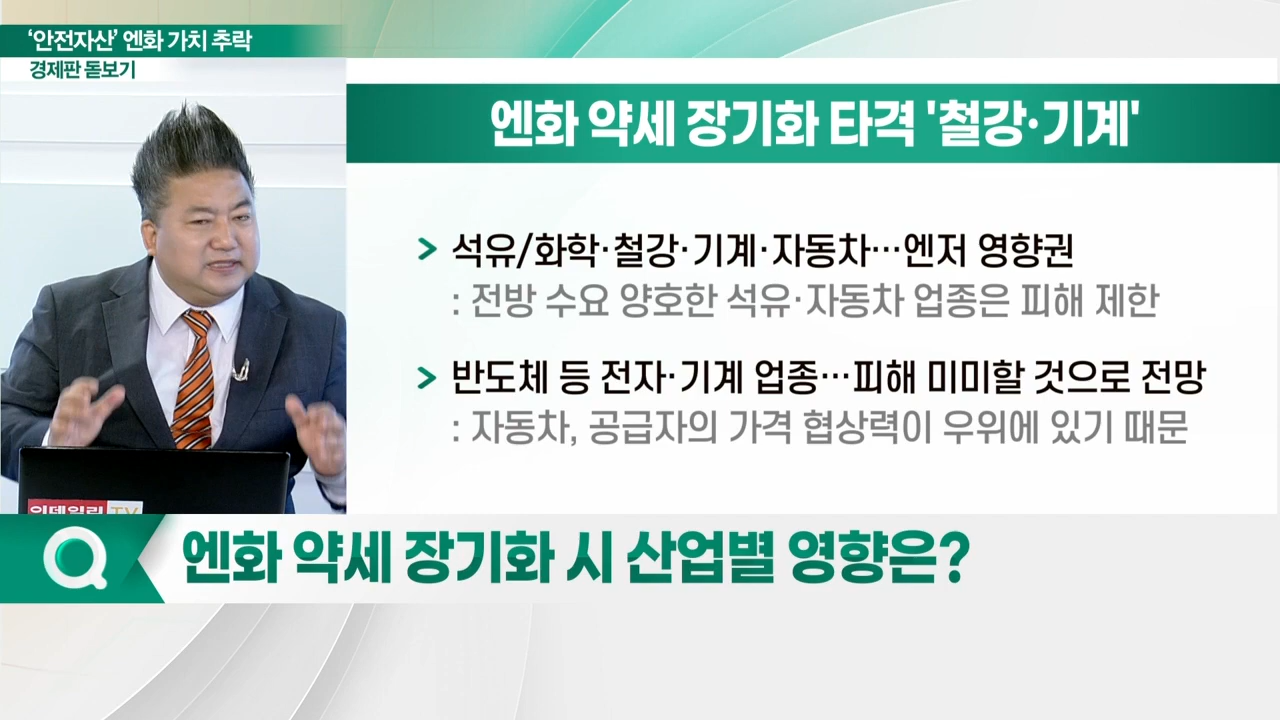 ‘안전자산’ 엔화 가치 추락
경제판 돋보기
엔화 약세 장기화 타격 '철강·기계'
석유/화학·철강·기계·자동차…엔저 영향권
: 전방 수요 양호한 석유·자동차 업종은 피해 제한
반도체 등 전자·기계 업종…피해 미미할 것으로 전망
: 자동차, 공급자의 가격 협상력이 우위에 있기 때문
이데일리 TV
Q 엔화 약세 장기화 시 산업별 영향은?